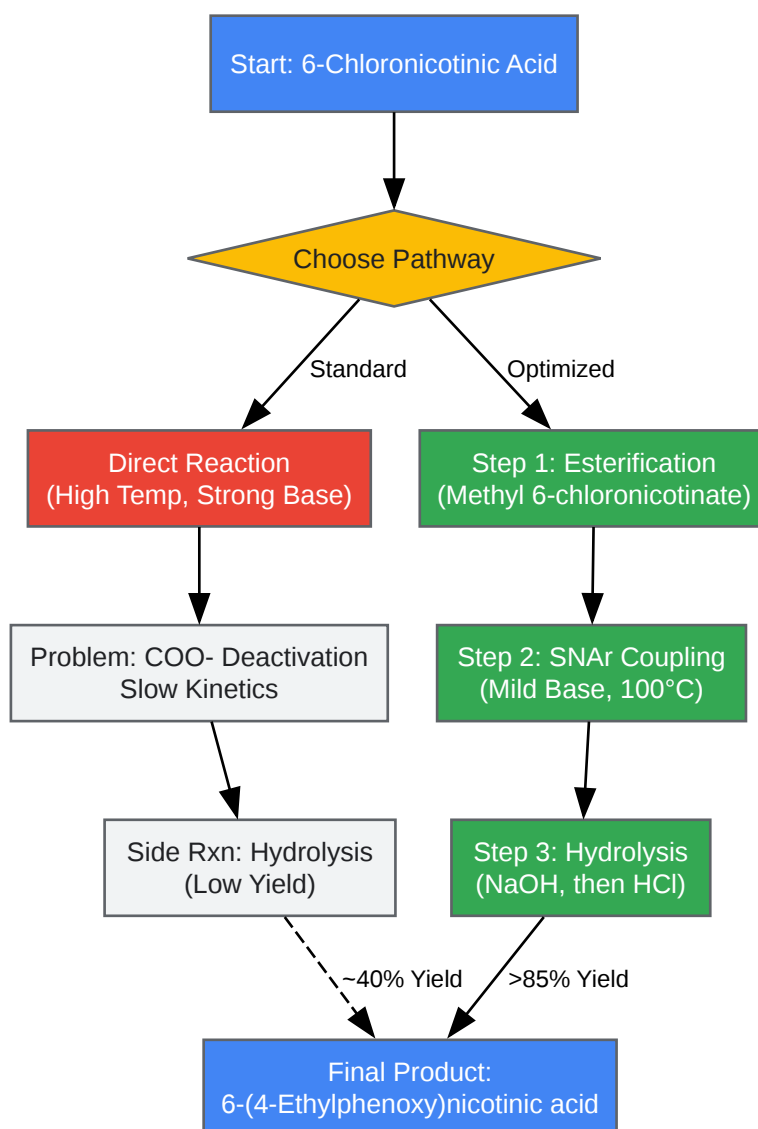 Start: 6-Chloronicotinic Acid
Choose Pathway
Standard
Optimized
Direct Reaction
(High Temp, Strong Base)
Step 1: Esterification
(Methyl 6-chloronicotinate)
Problem: COO- Deactivation
Slow Kinetics
Step 2: SNAr Coupling
(Mild Base, 100°C)
Side Rxn: Hydrolysis
(Low Yield)
Step 3: Hydrolysis
(NaOH, then HCl)
~40% Yield
>85% Yield
Final Product:
6-(4-Ethylphenoxy)nicotinic acid